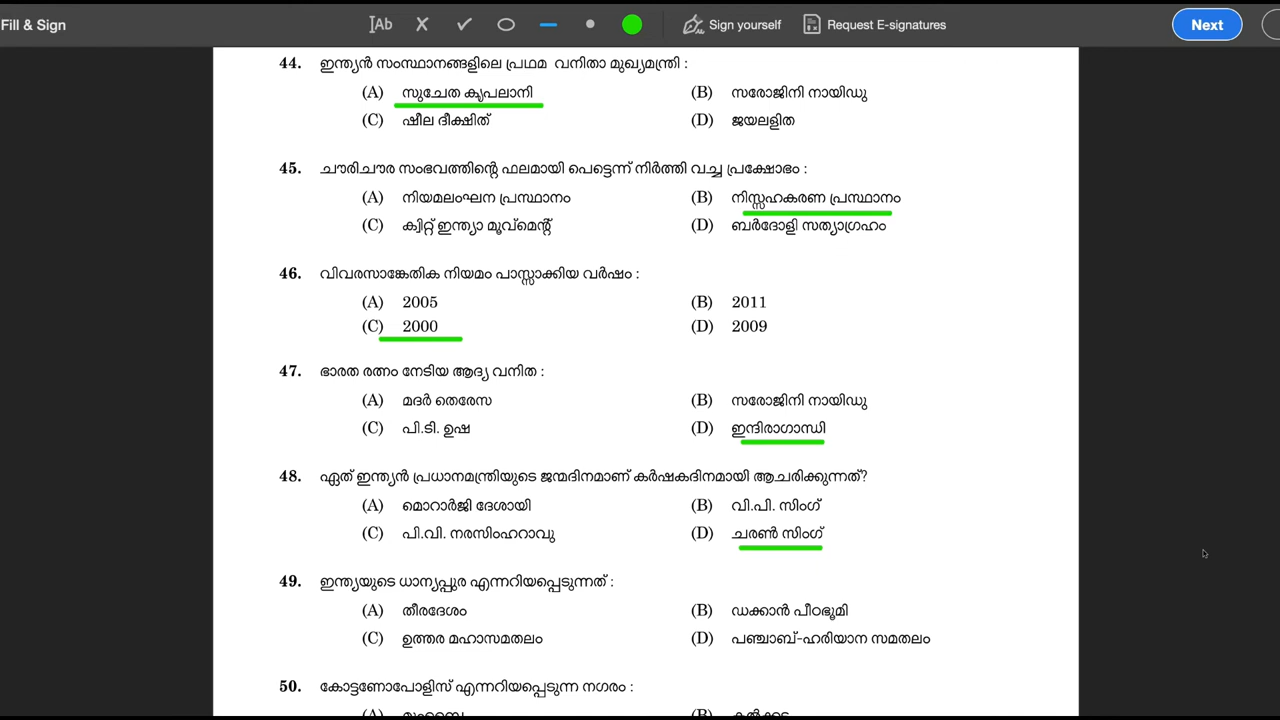 Fill & Sign
Ab
Sign yourself
Request E-signatures
Next
44. ഇന്ത്യൻ സംസ്ഥാനങ്ങളിലെ പ്രഥമ വനിതാ മുഖ്യമന്ത്രി :
(A) സുചേത കൃപലാനി (B) സരോജിനി നായിഡു
(C) ഷീല ദീക്ഷിത് (D) ജയലളിത
45. ചൗരിചൗര സംഭവത്തിന്റെ ഫലമായി പെട്ടെന്ന് നിർത്തി വച്ച പ്രക്ഷോഭം :
(A) നിയമലംഘന പ്രസ്ഥാനം (B) നിസ്സഹകരണ പ്രസ്ഥാനം
(C) ക്വിറ്റ് ഇന്ത്യാ മൂവ്മെന്റ് (D) ബർദോളി സത്യാഗ്രഹം
46. വിവരസാങ്കേതിക നിയമം പാസ്സാക്കിയ വർഷം :
(A) 2005 (B) 2011
(C) 2000 (D) 2009
47. ഭാരത രത്നം നേടിയ ആദ്യ വനിത :
(A) മദർ തെരേസ (B) സരോജിനി നായിഡു
(C) പി.ടി. ഉഷ (D) ഇന്ദിരാഗാന്ധി
48. ഏത് ഇന്ത്യൻ പ്രധാനമന്ത്രിയുടെ ജന്മദിനമാണ് കർഷകദിനമായി ആചരിക്കുന്നത്?
(A) മൊറാർജി ദേശായി (B) വി.പി. സിംഗ്
(C) പി.വി. നരസിംഹറാവു (D) ചരൺ സിംഗ്
49. ഇന്ത്യയുടെ ധാന്യപ്പുര എന്നറിയപ്പെടുന്നത് :
(A) തീരദേശം (B) ഡക്കാൻ പീഠഭൂമി
(C) ഉത്തര മഹാസമതലം (D) പഞ്ചാബ്-ഹരിയാന സമതലം
50. കോട്ടണോപോളിസ് എന്നറിയപ്പെടുന്ന നഗരം :
(A) മുംബൈ (B) കൽക്കട്ട